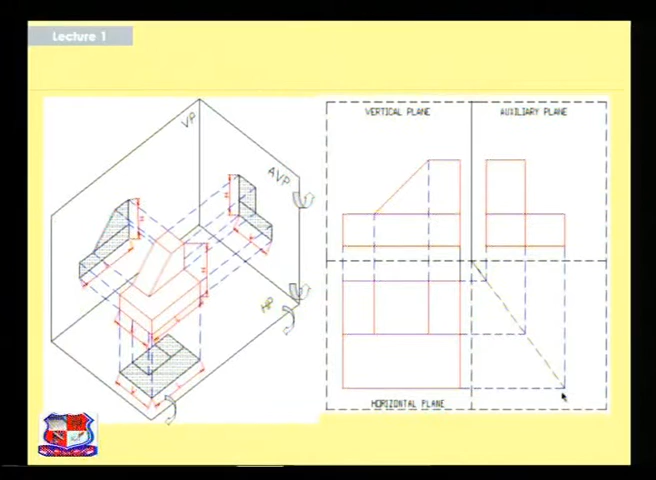 Lecture 1
VP
AVP
HP
VERTICAL PLANE
AUXILIARY PLANE
HORIZONTAL PLANE